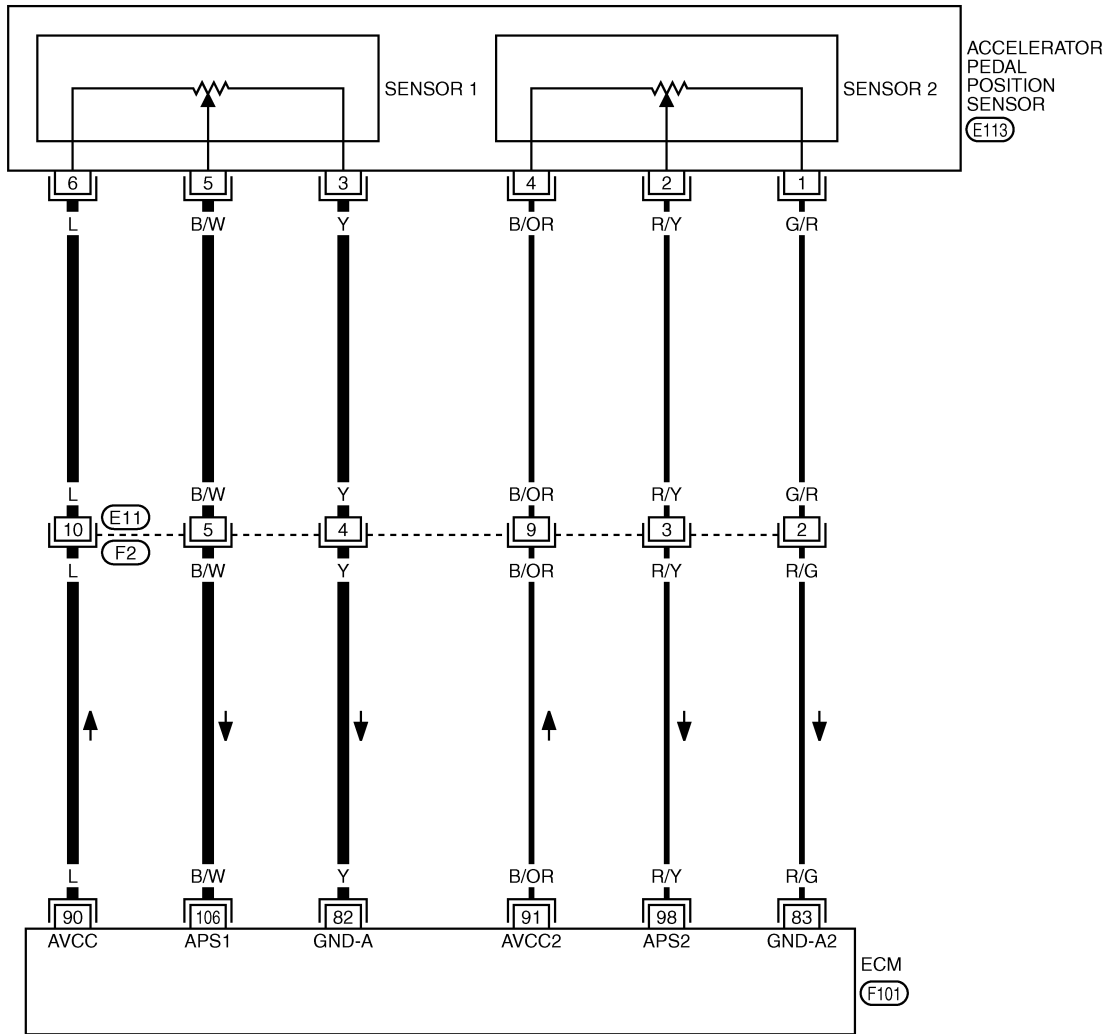 ACCELERATOR
PEDAL
POSITION
SENSOR
E113
SENSOR 1
SENSOR 2
6 5 3 4 2 1
L B/W Y B/OR R/Y G/R
L B/W Y B/OR R/Y G/R
E11
10 5 4 9 3 2
F2
L B/W Y B/OR R/Y R/G
L B/W Y B/OR R/Y R/G
90 106 82 91 98 83
AVCC APS1 GND-A AVCC2 APS2 GND-A2
ECM
F101